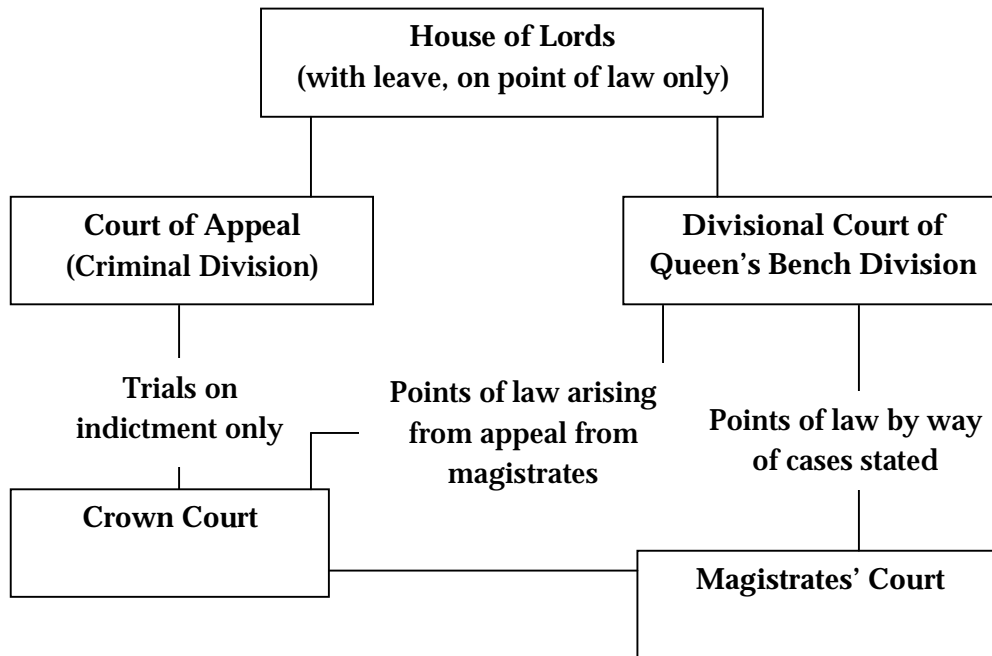 House of Lords
(with leave, on point of law only)
Court of Appeal
(Criminal Division)
Divisional Court of
Queen’s Bench Division
Trials on
indictment only
Points of law arising
from appeal from
magistrates
Points of law by way
of cases stated
Crown Court
Magistrates’ Court